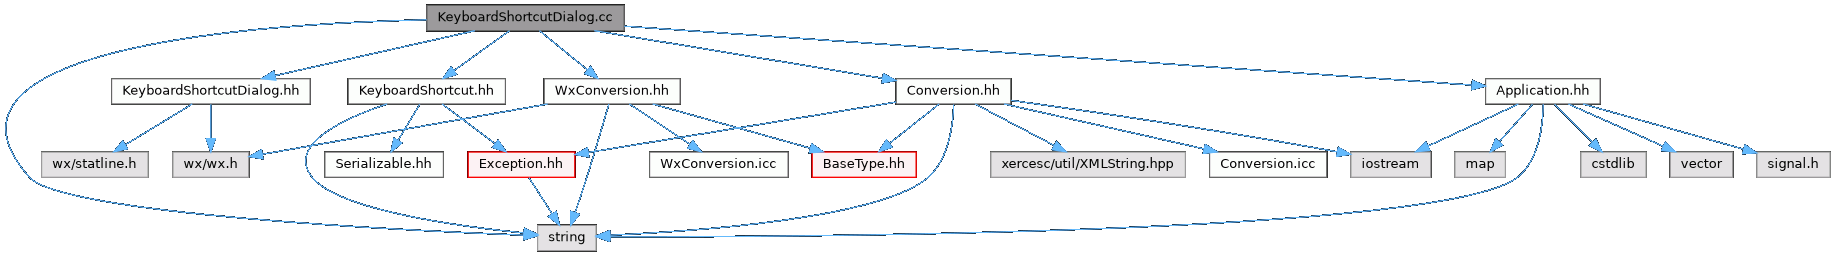 KeyboardShortcutDialog.cc
KeyboardShortcutDialog.hh
KeyboardShortcut.hh
WxConversion.hh
Conversion.hh
Application.hh
wx/statline.h
wx/wx.h
Serializable.hh
Exception.hh
WxConversion.icc
BaseType.hh
xercesc/util/XMLString.hpp
Conversion.icc
iostream
map
cstdlib
vector
signal.h
string